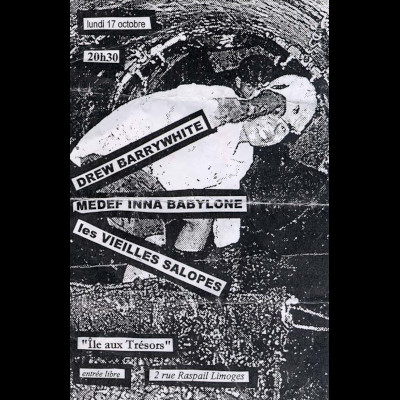 lundi 17 octobre
20h30
DREW BARRYWHITE
MEDEF INNA BABYLONE
les VIEILLES SALOPES
"Île aux Trésors"
entrée libre
2 rue Raspail Limoges